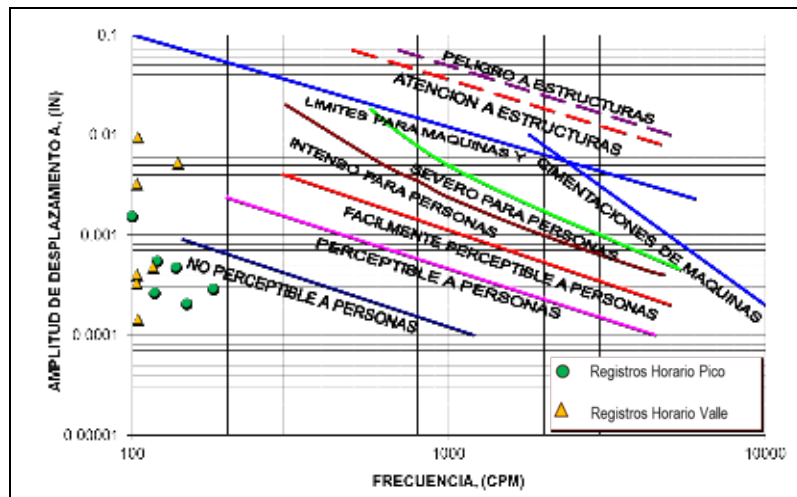 AMPLITUD DE DESPLAZAMIENTO A, (IN)
0.1
0.01
0.001
0.0001
0.00001
PELIGRO A ESTRUCTURAS
ATENCION A ESTRUCTURAS
LIMITES PARA MAQUINAS Y CIMENTACIONES DE MAQUINAS
SEVERO PARA PERSONAS
INTENSO PARA PERSONAS
FACILMENTE PERCEPTIBLE A PERSONAS
PERCEPTIBLE A PERSONAS
NO PERCEPTIBLE A PERSONAS
Registros Horario Pico
Registros Horario Valle
100
1000
10000
FRECUENCIA, (CPM)